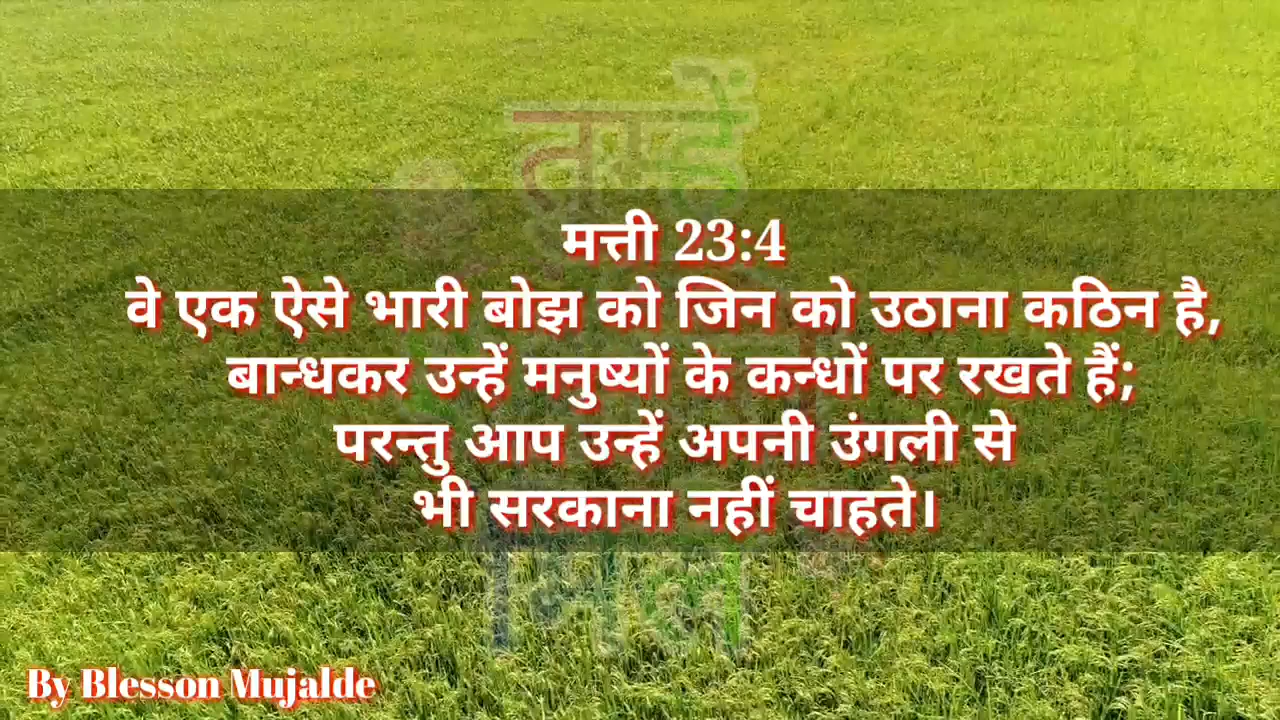 तुम्हें
मत्ती 23:4
वे एक ऐसे भारी बोझ को जिन को उठाना कठिन है,
बान्धकर उन्हें मनुष्यों के कन्धों पर रखते हैं;
परन्तु आप उन्हें अपनी उंगली से
भी सरकाना नहीं चाहते।
By Blesson Mujalde